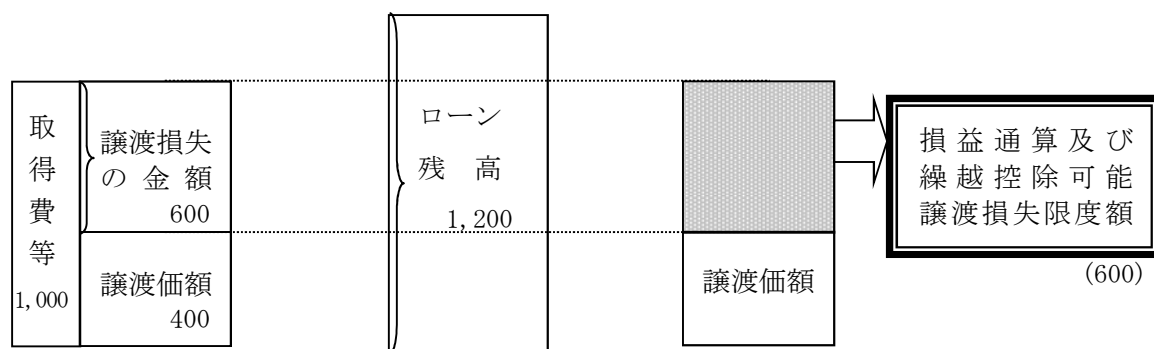 取得費等
1,000
譲渡損失
の金額
600
譲渡価額
400
ローン
残高
1,200
譲渡価額
損益通算及び
繰越控除可能
譲渡損失限度額
(600)